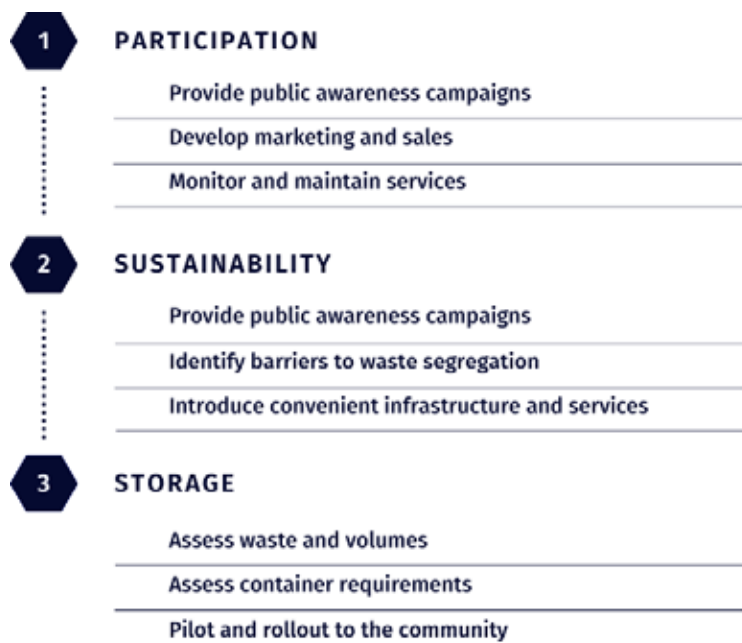 1 PARTICIPATION
Provide public awareness campaigns
Develop marketing and sales
Monitor and maintain services
2 SUSTAINABILITY
Provide public awareness campaigns
Identify barriers to waste segregation
Introduce convenient infrastructure and services
3 STORAGE
Assess waste and volumes
Assess container requirements
Pilot and rollout to the community